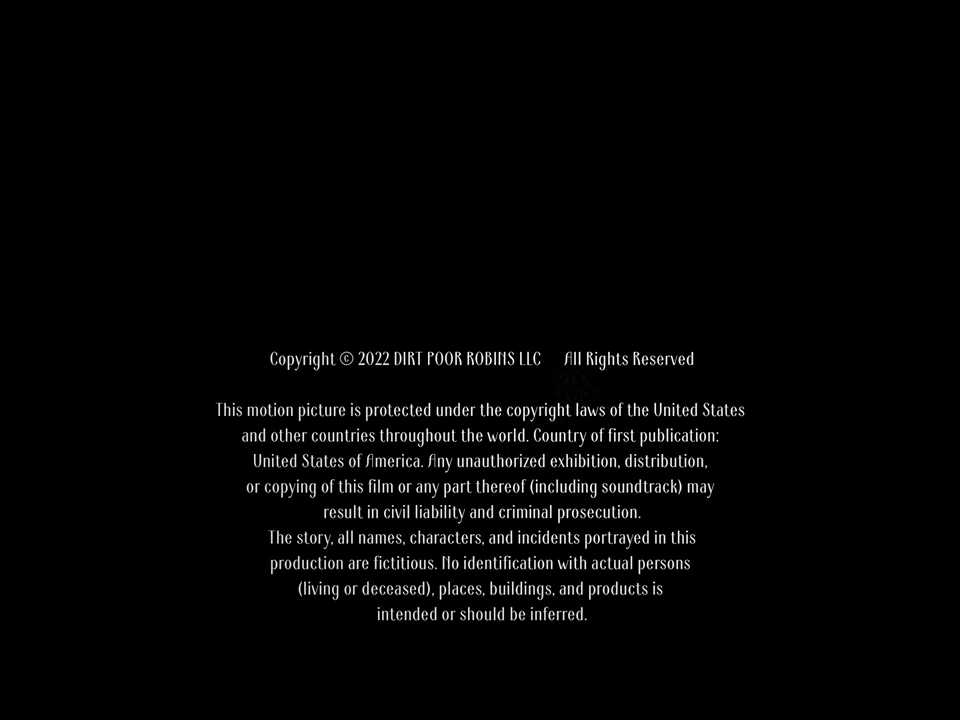 Copyright © 2022 DIRT POOR ROBINS LLC All Rights Reserved
This motion picture is protected under the copyright laws of the United States
and other countries throughout the world. Country of first publication:
United States of America. Any unauthorized exhibition, distribution,
or copying of this film or any part thereof (including soundtrack) may
result in civil liability and criminal prosecution.
The story, all names, characters, and incidents portrayed in this
production are fictitious. No identification with actual persons
(living or deceased), places, buildings, and products is
intended or should be inferred.